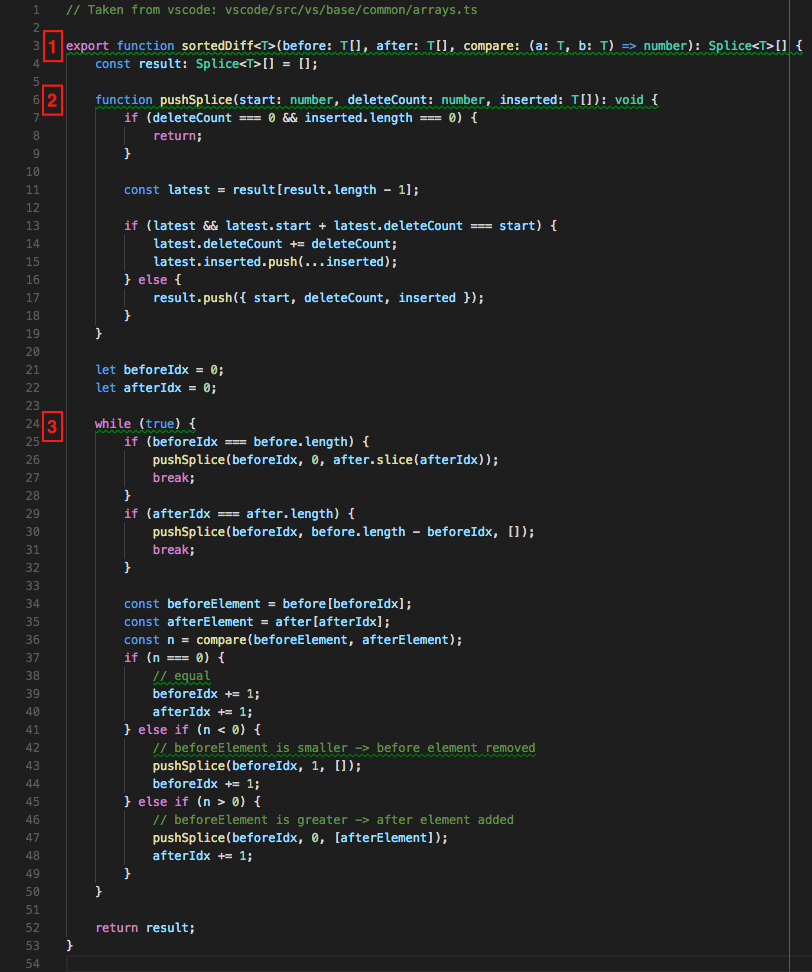 1 // Taken from vscode: vscode/src/vs/base/common/arrays.ts
2
1 3 export function sortedDiff<T>(before: T[], after: T[], compare: (a: T, b: T) => number): Splice<T>[] {
4 const result: Splice<T>[] = [];
5
2 6 function pushSplice(start: number, deleteCount: number, inserted: T[]): void {
7 if (deleteCount === 0 && inserted.length === 0) {
8 return;
9 }
10
11 const latest = result[result.length - 1];
12
13 if (latest && latest.start + latest.deleteCount === start) {
14 latest.deleteCount += deleteCount;
15 latest.inserted.push(...inserted);
16 } else {
17 result.push({ start, deleteCount, inserted });
18 }
19 }
20
21 let beforeIdx = 0;
22 let afterIdx = 0;
23
3 24 while (true) {
25 if (beforeIdx === before.length) {
26 pushSplice(beforeIdx, 0, after.slice(afterIdx));
27 break;
28 }
29 if (afterIdx === after.length) {
30 pushSplice(beforeIdx, before.length - beforeIdx, []);
31 break;
32 }
33
34 const beforeElement = before[beforeIdx];
35 const afterElement = after[afterIdx];
36 const n = compare(beforeElement, afterElement);
37 if (n === 0) {
38 // equal
39 beforeIdx += 1;
40 afterIdx += 1;
41 } else if (n < 0) {
42 // beforeElement is smaller -> before element removed
43 pushSplice(beforeIdx, 1, []);
44 beforeIdx += 1;
45 } else if (n > 0) {
46 // beforeElement is greater -> after element added
47 pushSplice(beforeIdx, 0, [afterElement]);
48 afterIdx += 1;
49 }
50 }
51
52 return result;
53 }
54